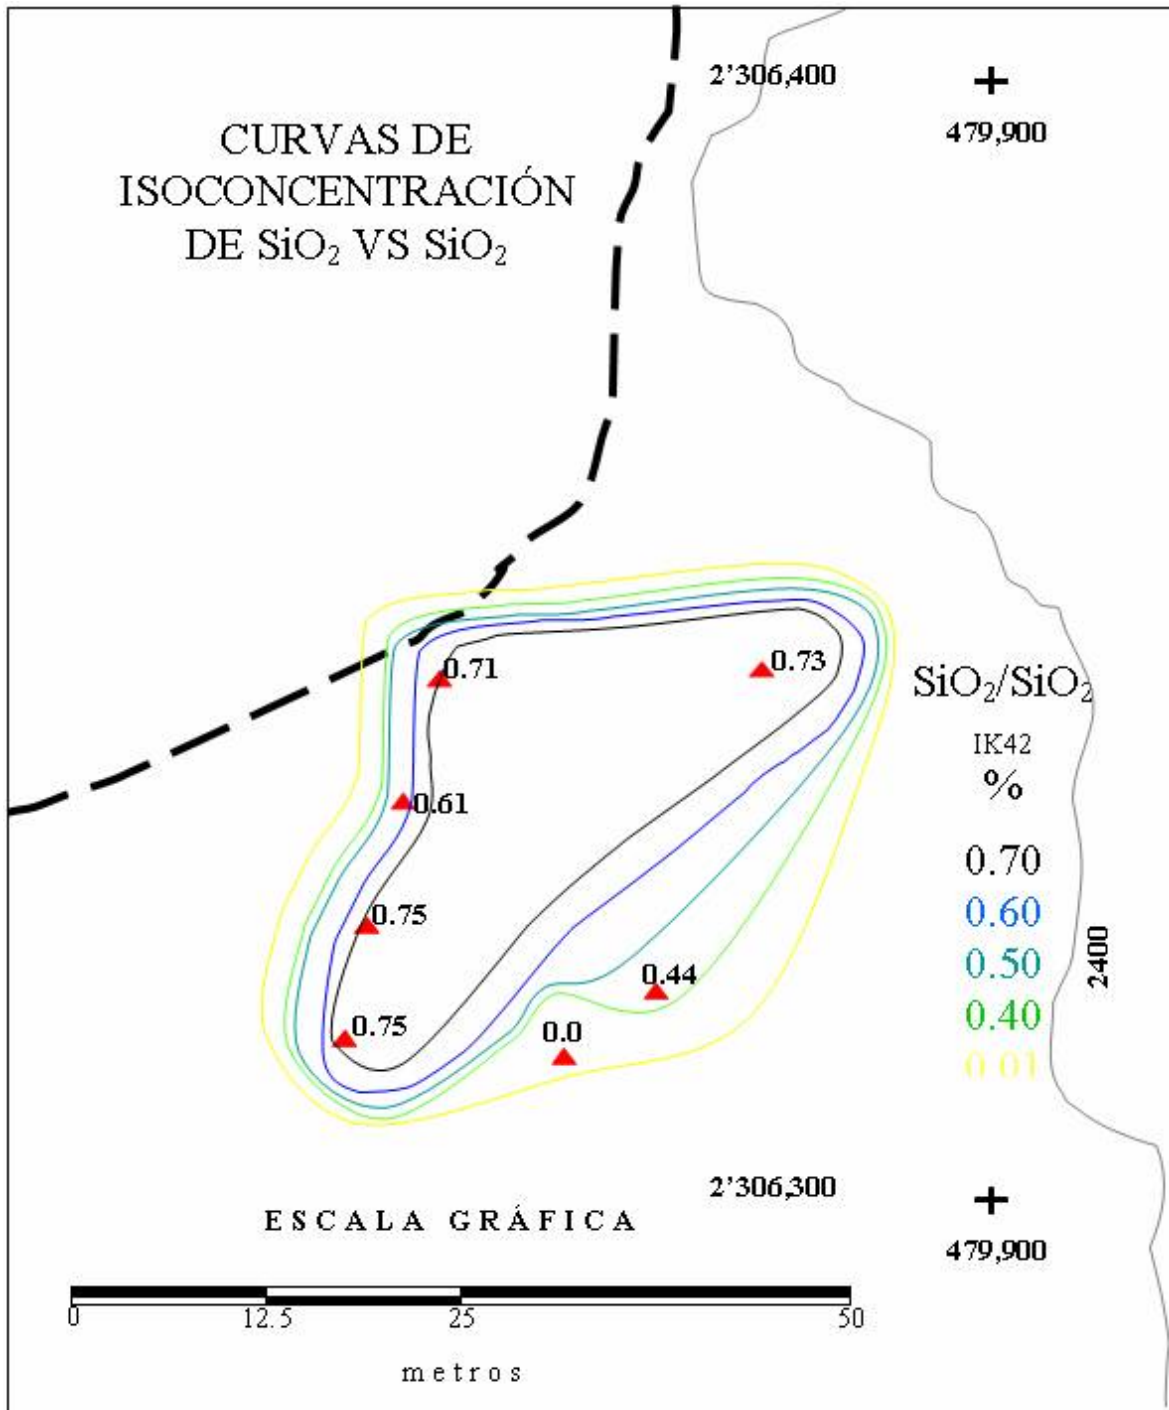 2’306,400
479,900
CURVAS DE
ISOCONCENTRACIÓN
DE SiO₂ VS SiO₂
0.71
0.73
0.61
0.75
0.44
0.75
0.0
SiO₂/SiO₂
IK42
%
0.70
0.60
0.50
0.40
0.01
2400
2’306,300
479,900
ESCALA GRÁFICA
0 12.5 25 50
metros